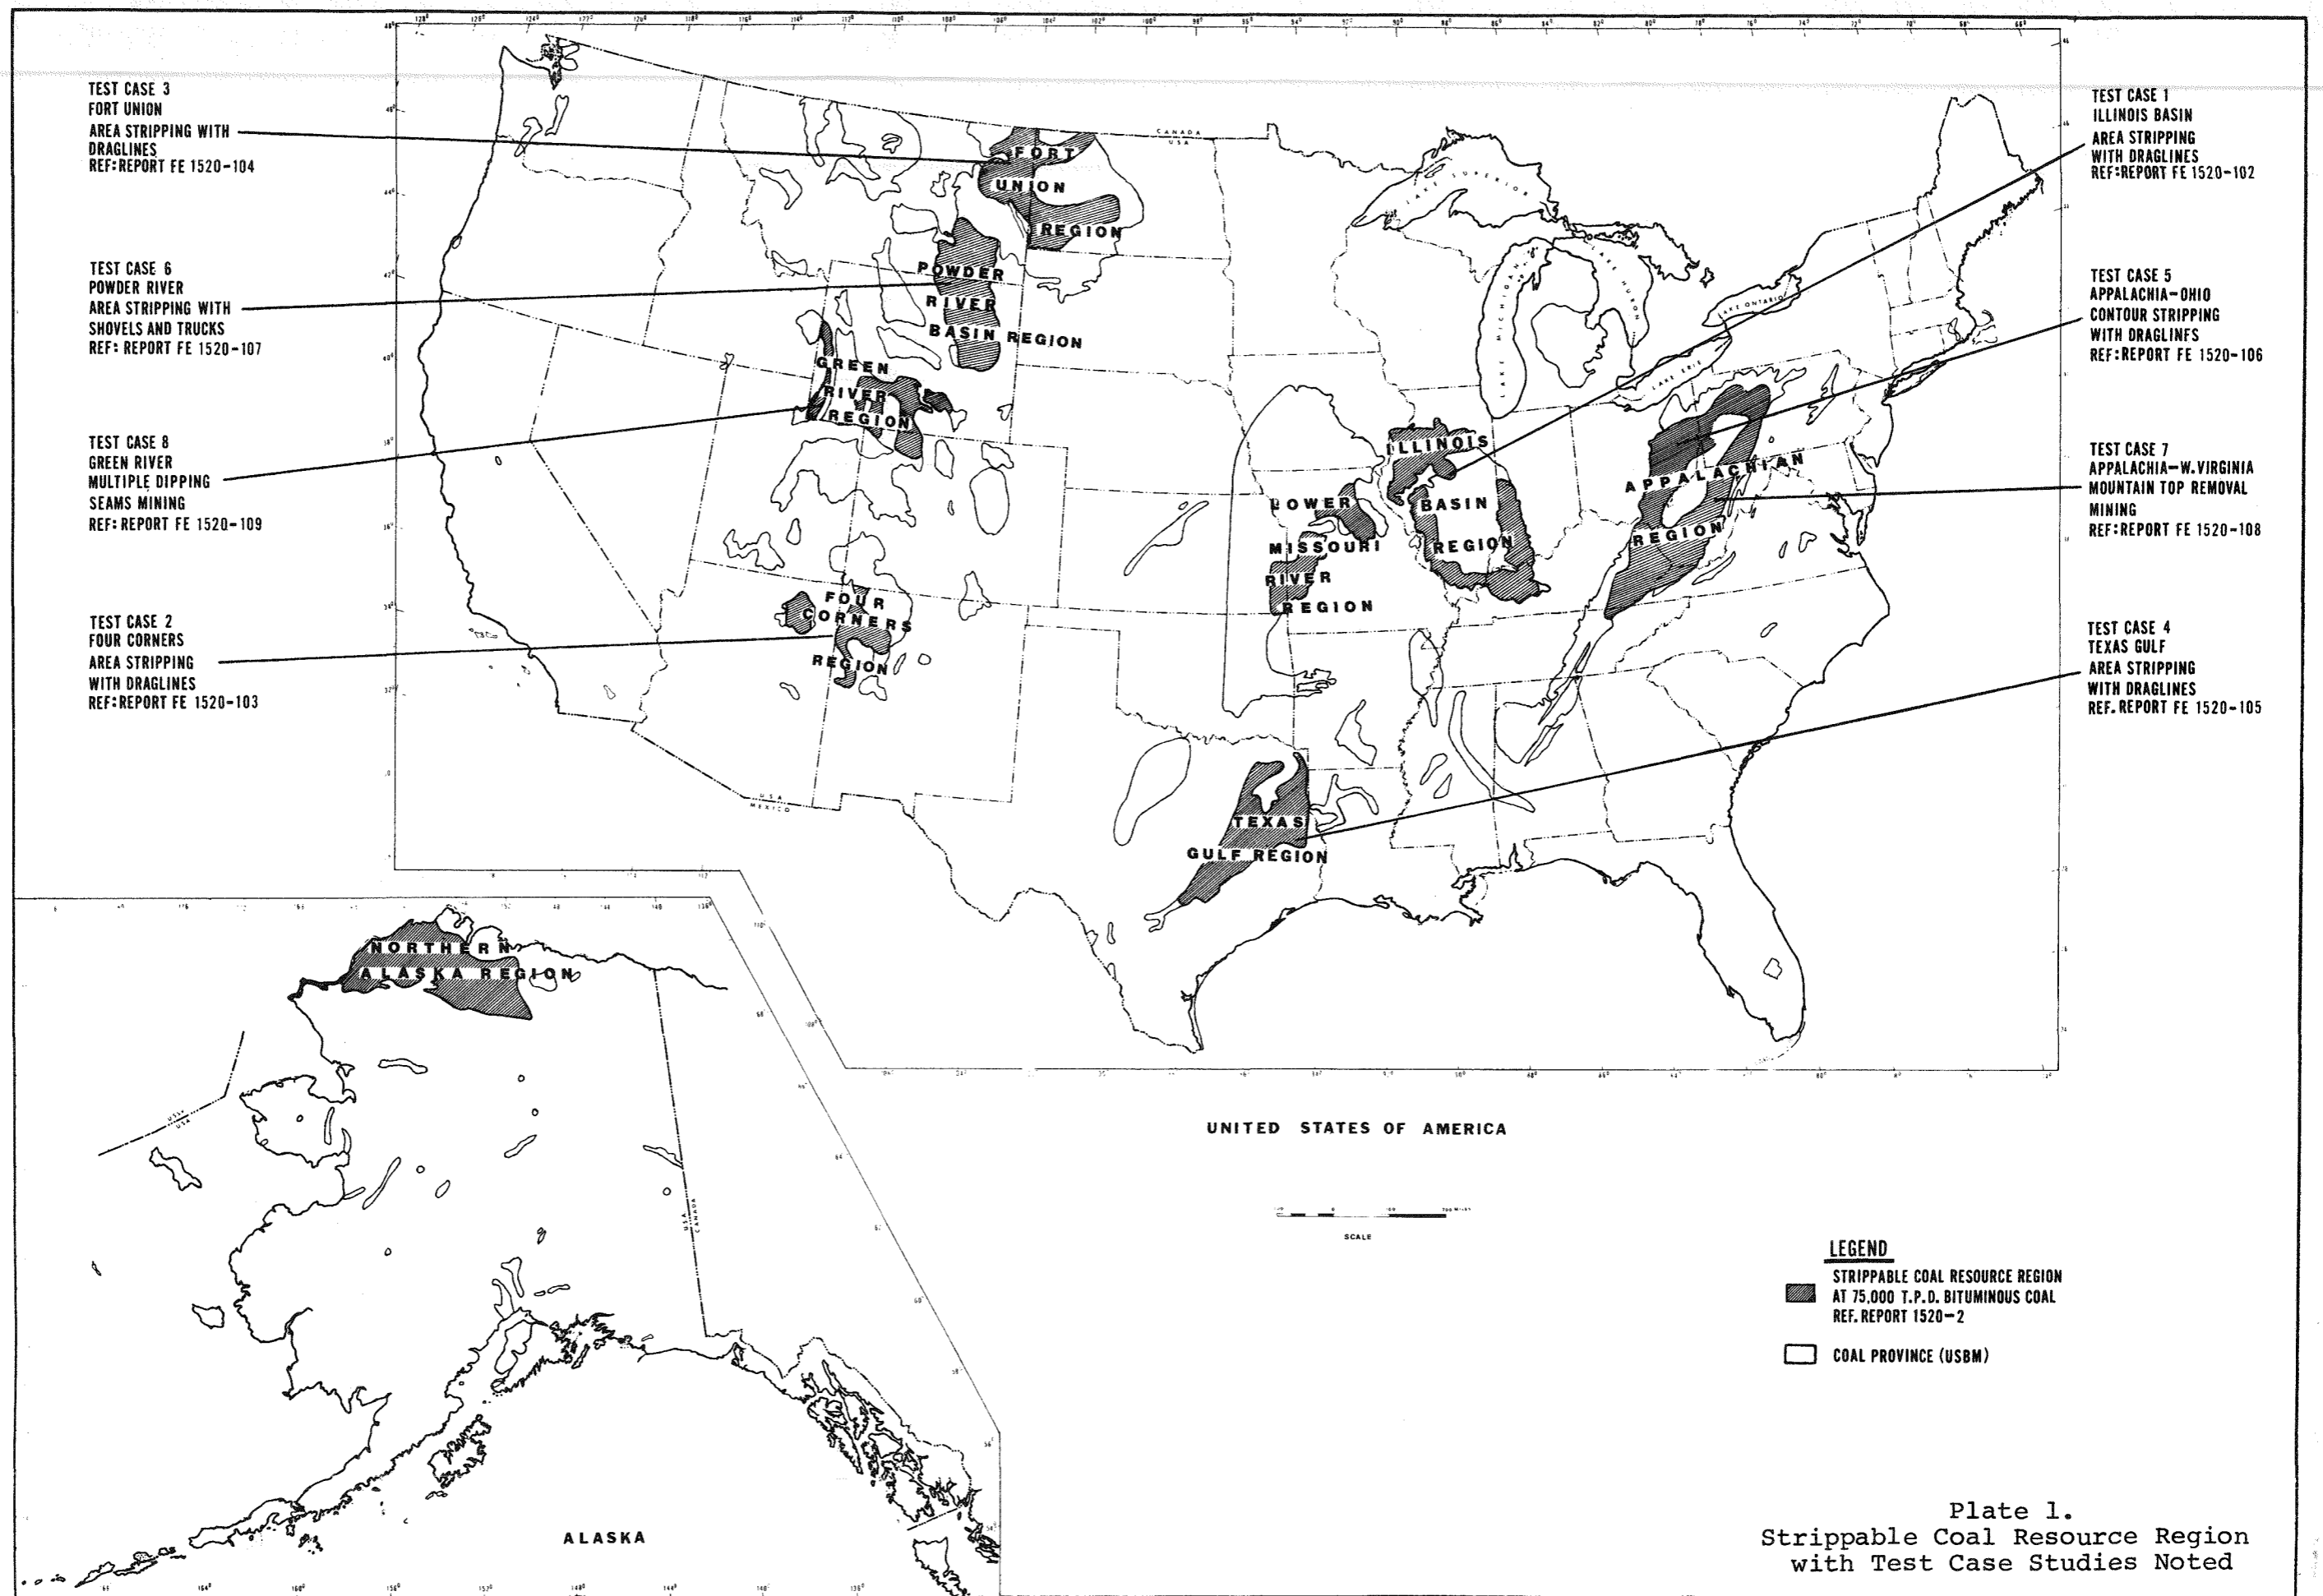 TEST CASE 3
FORT UNION
AREA STRIPPING WITH
DRAGLINES
REF:REPORT FE 1520-104
TEST CASE 6
POWDER RIVER
AREA STRIPPING WITH
SHOVELS AND TRUCKS
REF: REPORT FE 1520-107
TEST CASE 8
GREEN RIVER
MULTIPLE DIPPING
SEAMS MINING
REF: REPORT FE 1520-109
TEST CASE 2
FOUR CORNERS
AREA STRIPPING
WITH DRAGLINES
REF:REPORT FE 1520-103
TEST CASE 1
ILLINOIS BASIN
AREA STRIPPING
WITH DRAGLINES
REF:REPORT FE 1520-102
TEST CASE 5
APPALACHIA-OHIO
CONTOUR STRIPPING
WITH DRAGLINFS
REF:REPORT FE 1520-106
TEST CASE 7
APPALACHIA-W.VIRGINIA
MOUNTAIN TOP REMOVAL
MINING
REF:REPORT FE 1520-108
TEST CASE 4
TEXAS GULF
AREA STRIPPING
WITH DRAGLINES
REF. REPORT FE 1520-105
CANADA
USA
FORT
UNION
REGION
POWDER
RIVER
BASIN REGION
GREEN
RIVER
REGION
FOUR
CORNERS
REGION
LAKE SUPERIOR
LAKE MICHIGAN
LAKE HURON
LAKE ONTARIO
LAKE ERIE
ILLINOIS
BASIN
REGION
LOWER
MISSOURI
RIVER
REGION
APPALACHIAN
REGION
USA
MEXICO
TEXAS
GULF REGION
NORTHERN
ALASKA REGION
USSR
USA
USA
CANADA
ALASKA
UNITED STATES OF AMERICA
SCALE
LEGEND
STRIPPABLE COAL RESOURCE REGION
AT 75,000 T.P.D. BITUMINOUS COAL
REF. REPORT 1520-2
COAL PROVINCE (USBM)
Plate 1.
Strippable Coal Resource Region
with Test Case Studies Noted